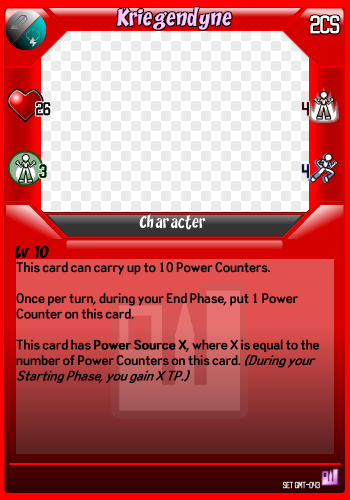 Kriegendyne
2CS
26
4
3
4
Character
Lv 10
This card can carry up to 10 Power Counters.
Once per turn, during your End Phase, put 1 Power
Counter on this card.
This card has Power Source X, where X is equal to the
number of Power Counters on this card. (During your
Starting Phase, you gain X TP.)
SET GMT-043